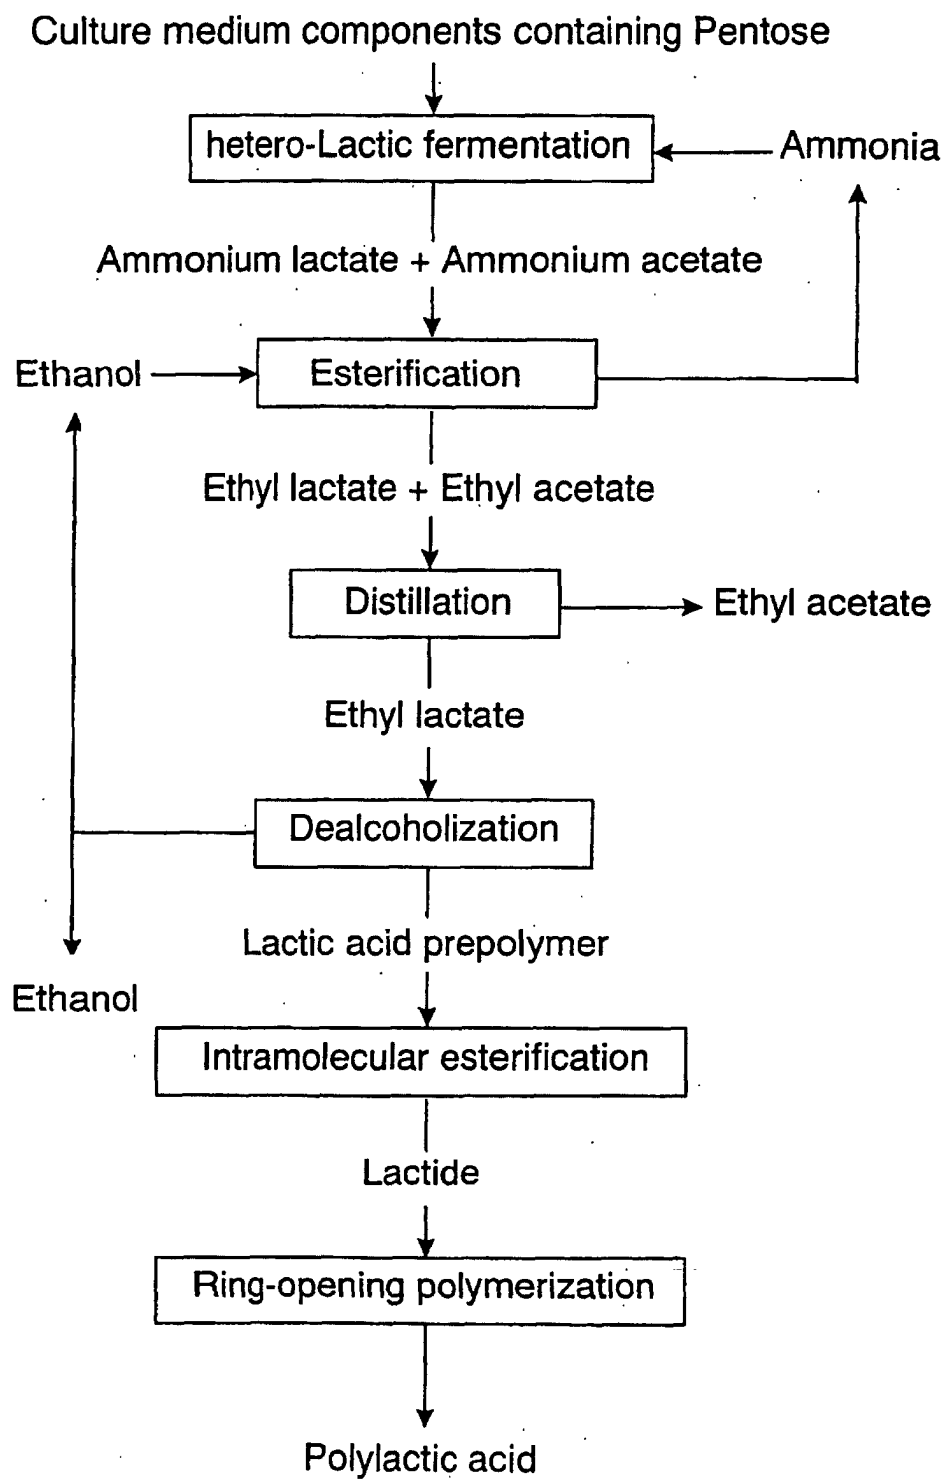 Culture medium components containing Pentose
hetero-Lactic fermentation
Ammonia
Ammonium lactate + Ammonium acetate
Ethanol
Esterification
Ethyl lactate + Ethyl acetate
Distillation
Ethyl acetate
Ethyl lactate
Dealcoholization
Lactic acid prepolymer
Ethanol
Intramolecular esterification
Lactide
Ring-opening polymerization
Polylactic acid